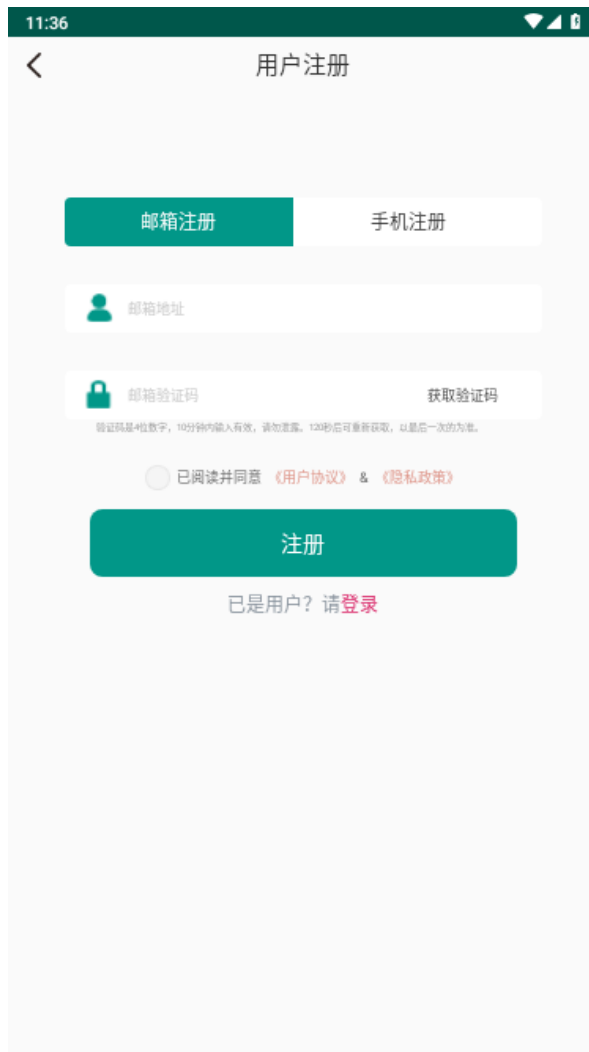 11:36
用户注册
邮箱注册 手机注册
邮箱地址
邮箱验证码 获取验证码
验证码是4位数字，10分钟内输入有效，请勿泄露。120秒后可重新获取，以最后一次的为准。
已阅读并同意 《用户协议》 & 《隐私政策》
注册
已是用户？请登录